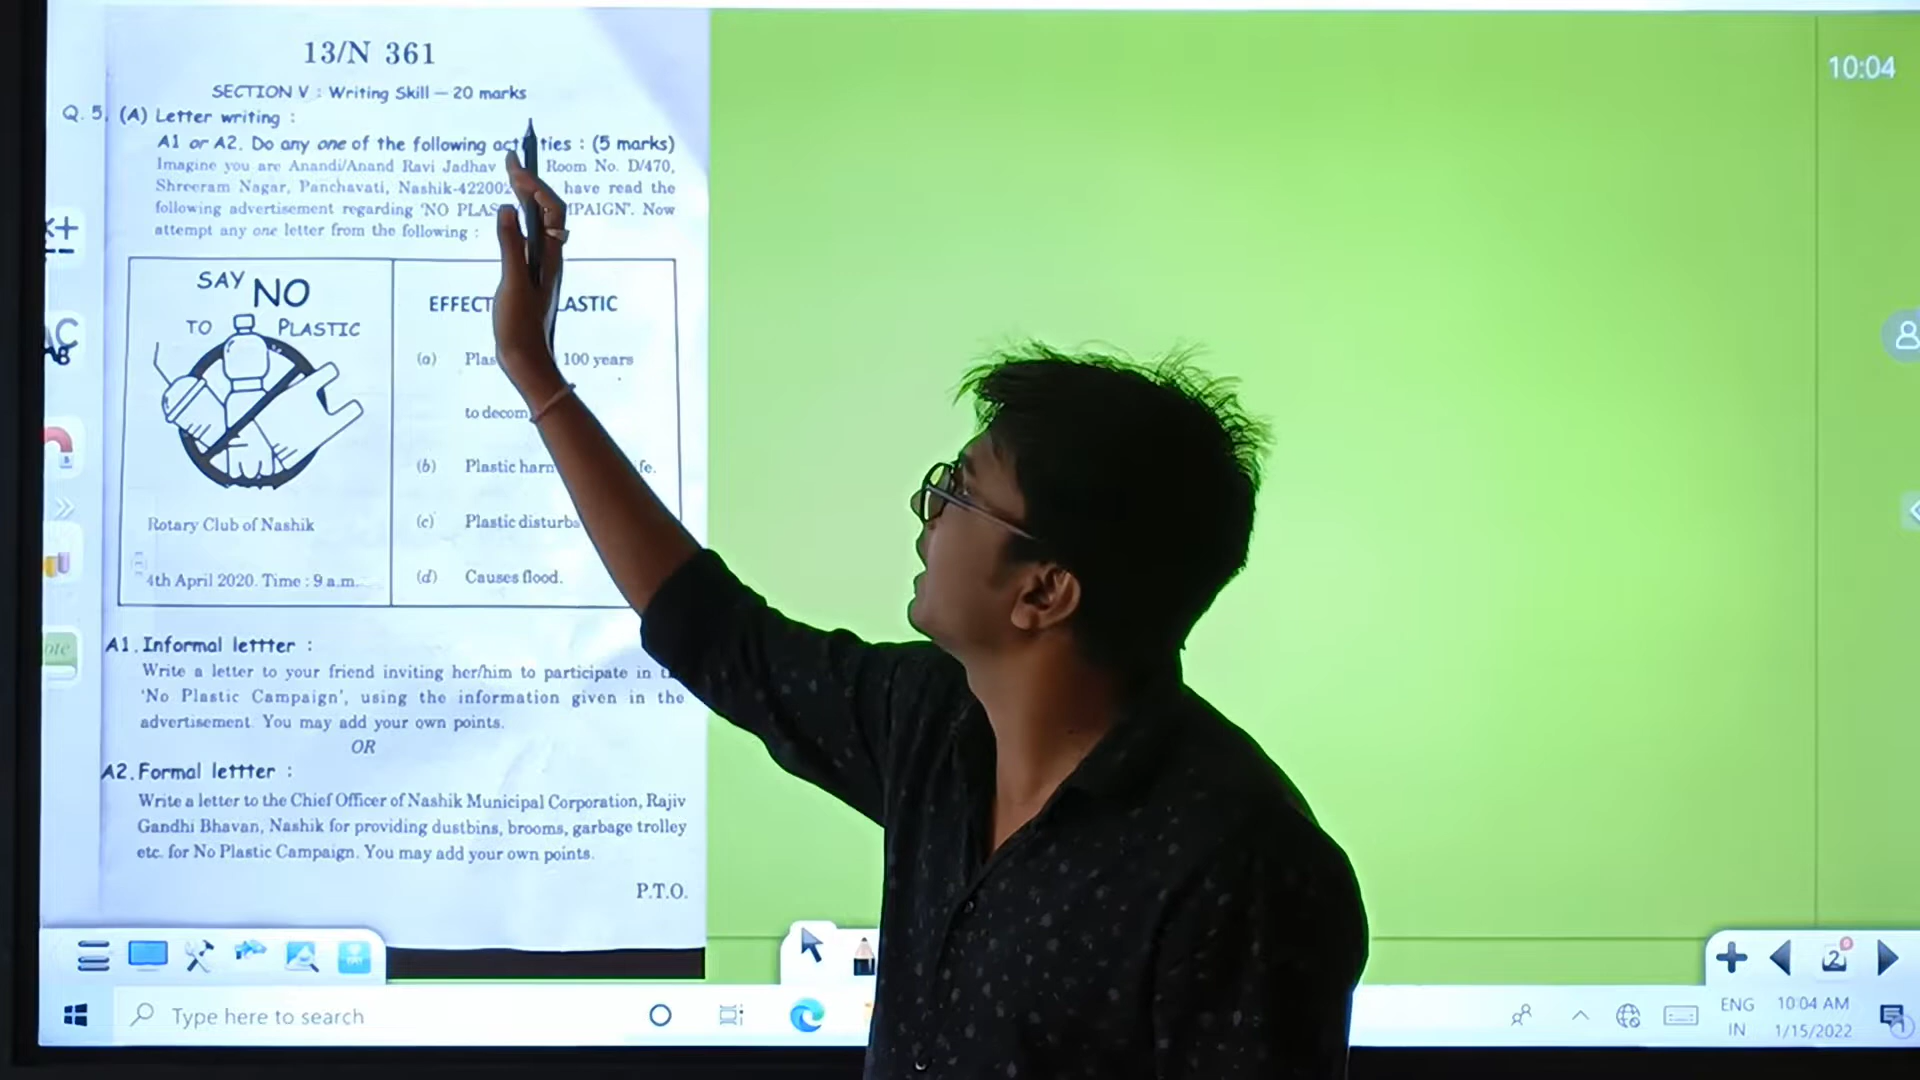 13/N 361
10:04
SECTION V : Writing Skill – 20 marks
Q. 5. (A) Letter writing :
A1 or A2. Do any one of the following activities : (5 marks)
Imagine you are Anandi/Anand Ravi Jadhav Room No. D/470,
Shreeram Nagar, Panchavati, Nashik-422002 have read the
following advertisement regarding 'NO PLAS MPAIGN'. Now
attempt any one letter from the following :
SAY NO
TO PLASTIC
Rotary Club of Nashik
4th April 2020. Time : 9 a.m.
EFFECT LASTIC
(a) Plas 100 years
to decom
(b) Plastic harm fe.
(c) Plastic disturbs
(d) Causes flood.
A1. Informal lettter :
Write a letter to your friend inviting her/him to participate in
'No Plastic Campaign', using the information given in the
advertisement. You may add your own points.
OR
A2. Formal lettter :
Write a letter to the Chief Officer of Nashik Municipal Corporation, Rajiv
Gandhi Bhavan, Nashik for providing dustbins, brooms, garbage trolley
etc. for No Plastic Campaign. You may add your own points.
P.T.O.
2
Type here to search
ENG
IN
10:04 AM
1/15/2022